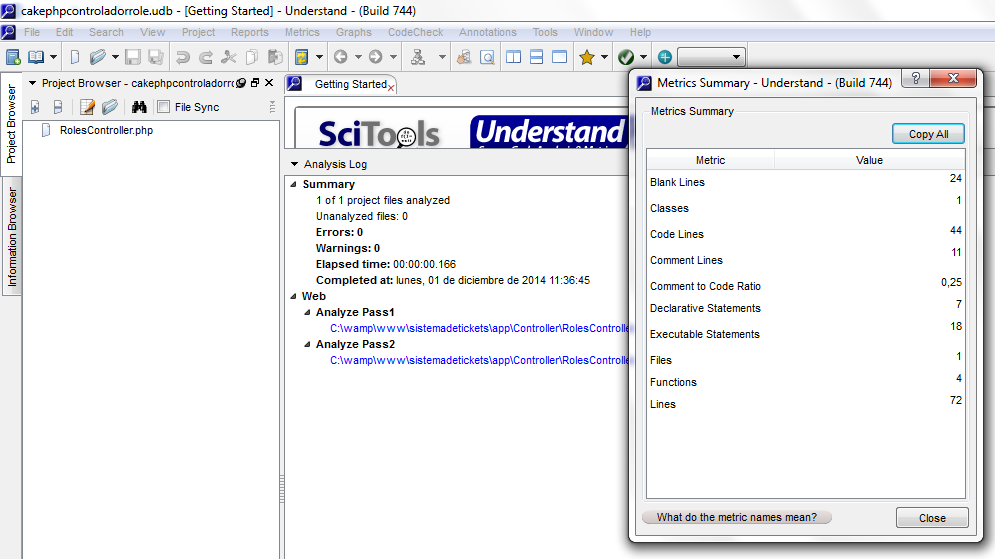 cakephpcontroladorrole.udb - [Getting Started] - Understand - (Build 744)
File Edit Search View Project Reports Metrics Graphs CodeCheck Annotations Tools Window Help
Project Browser - cakephpcontroladorro
Project Browser
Information Browser
File Sync
RolesController.php
Getting Started
SciTools
Understand
Analysis Log
Summary
1 of 1 project files analyzed
Unanalyzed files: 0
Errors: 0
Warnings: 0
Elapsed time: 00:00:00.166
Completed at: lunes, 01 de diciembre de 2014 11:36:45
Web
Analyze Pass1
C:\wamp\www\sistemadetickets\app\Controller\RolesControlle
Analyze Pass2
C:\wamp\www\sistemadetickets\app\Controller\RolesControlle
Metrics Summary - Understand - (Build 744)
Metrics Summary
Copy All
Metric Value
Blank Lines 24
Classes 1
Code Lines 44
Comment Lines 11
Comment to Code Ratio 0,25
Declarative Statements 7
Executable Statements 18
Files 1
Functions 4
Lines 72
What do the metric names mean?
Close